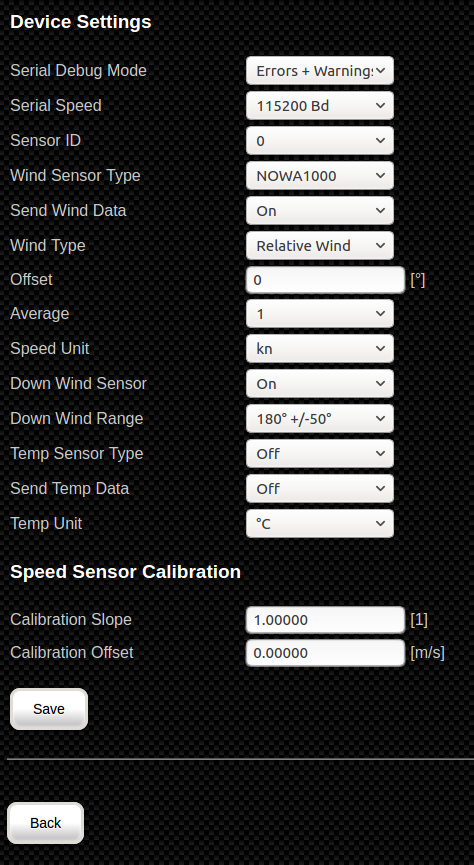 Device Settings
Serial Debug Mode Errors + Warnings
Serial Speed 115200 Bd
Sensor ID 0
Wind Sensor Type NOWA1000
Send Wind Data On
Wind Type Relative Wind
Offset 0 [°]
Average 1
Speed Unit kn
Down Wind Sensor On
Down Wind Range 180° +/-50°
Temp Sensor Type Off
Send Temp Data Off
Temp Unit °C
Speed Sensor Calibration
Calibration Slope 1.00000 [1]
Calibration Offset 0.00000 [m/s]
Save
Back